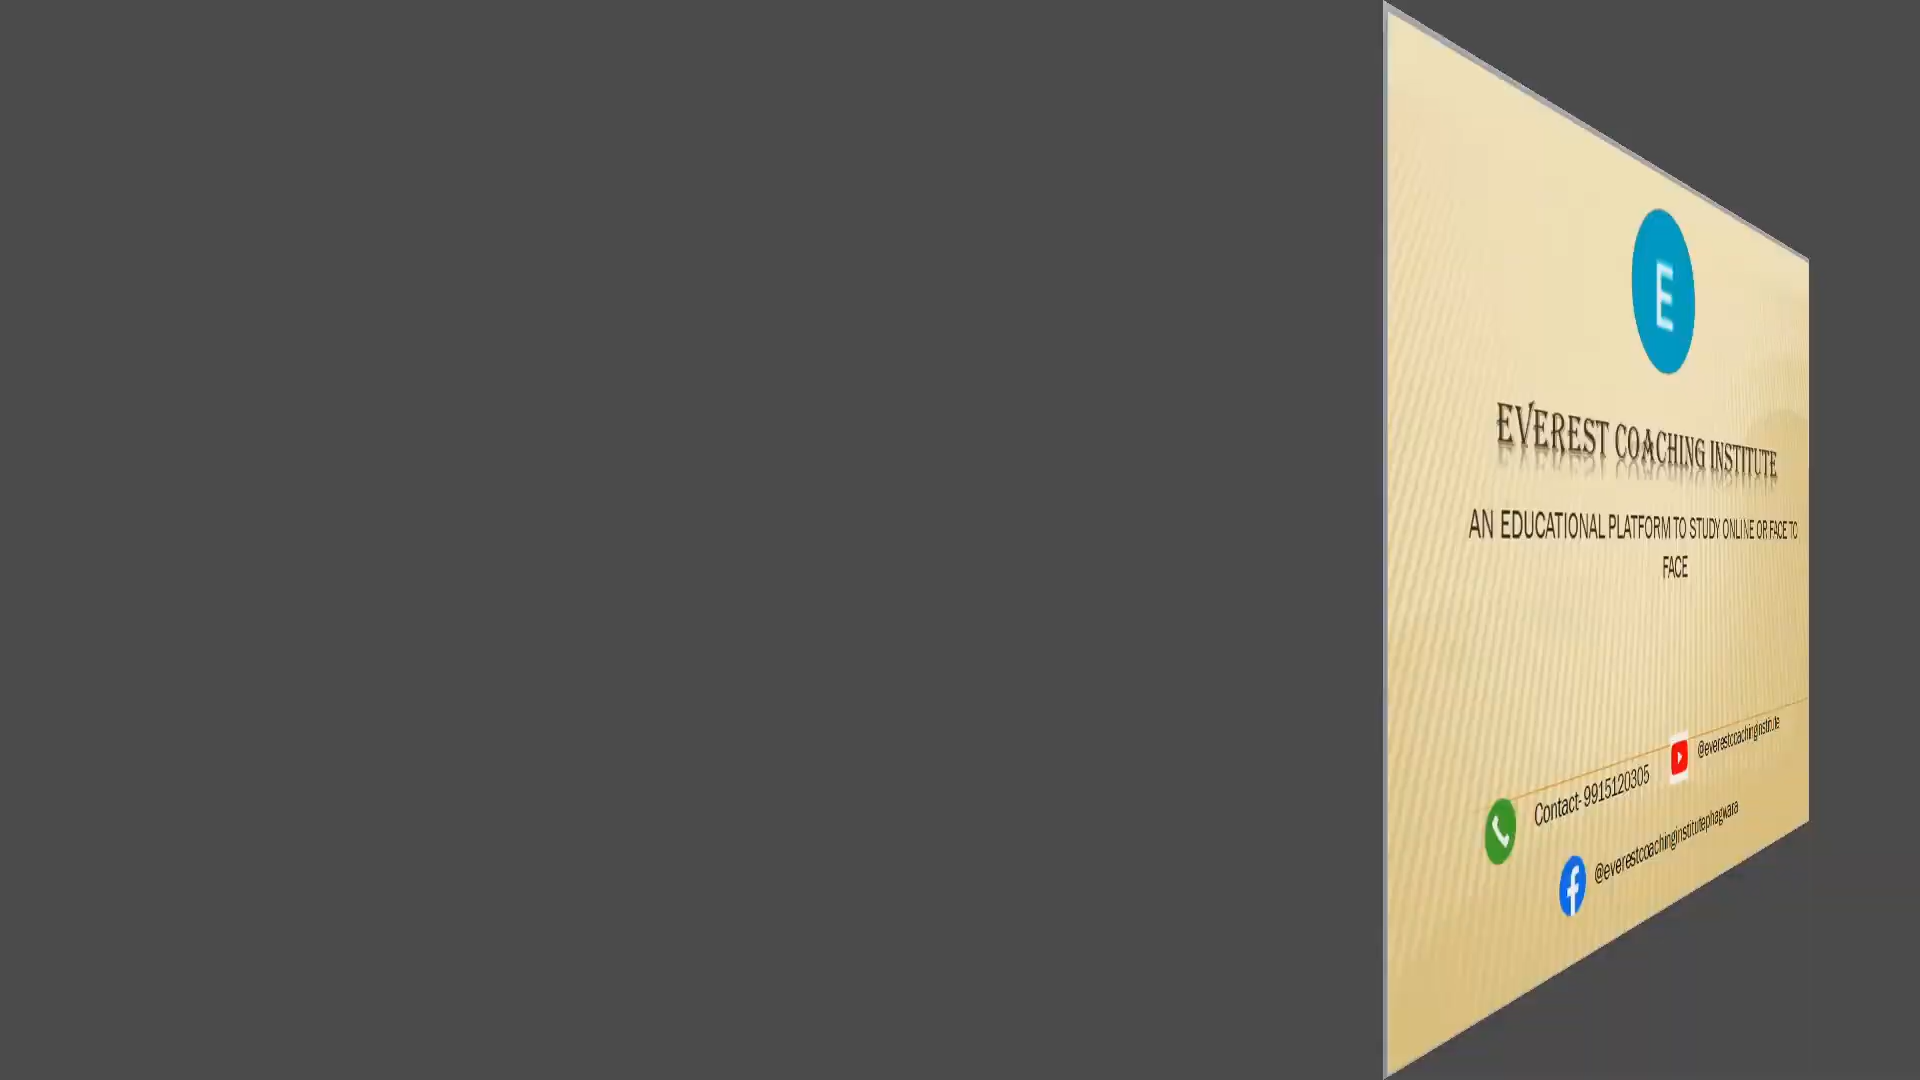 E
EVEREST COACHING INSTITUTE
AN EDUCATIONAL PLATFORM TO STUDY ONLINE OR FACE TO
FACE
@everestcoachinginstitute
Contact- 9915120305
@everestcoachinginstitutephagwara